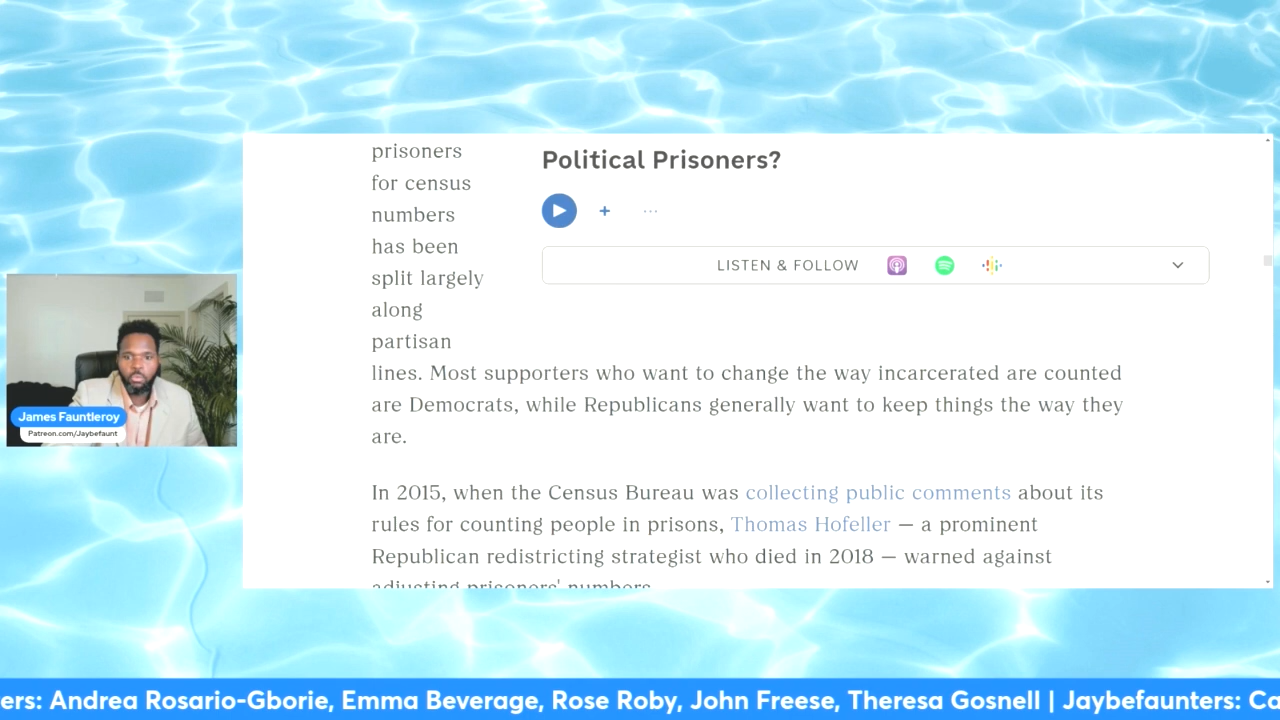 prisoners
for census
numbers
has been
split largely
along
partisan
lines. Most supporters who want to change the way incarcerated are counted
are Democrats, while Republicans generally want to keep things the way they
are.
Political Prisoners?
+
...
LISTEN & FOLLOW
In 2015, when the Census Bureau was collecting public comments about its
rules for counting people in prisons, Thomas Hofeller — a prominent
Republican redistricting strategist who died in 2018 — warned against
adjusting prisoners' numbers
James Fauntleroy
Patreon.com/Jaybefaunt
ers: Andrea Rosario-Gborie, Emma Beverage, Rose Roby, John Freese, Theresa Gosnell | Jaybefaunters: Co